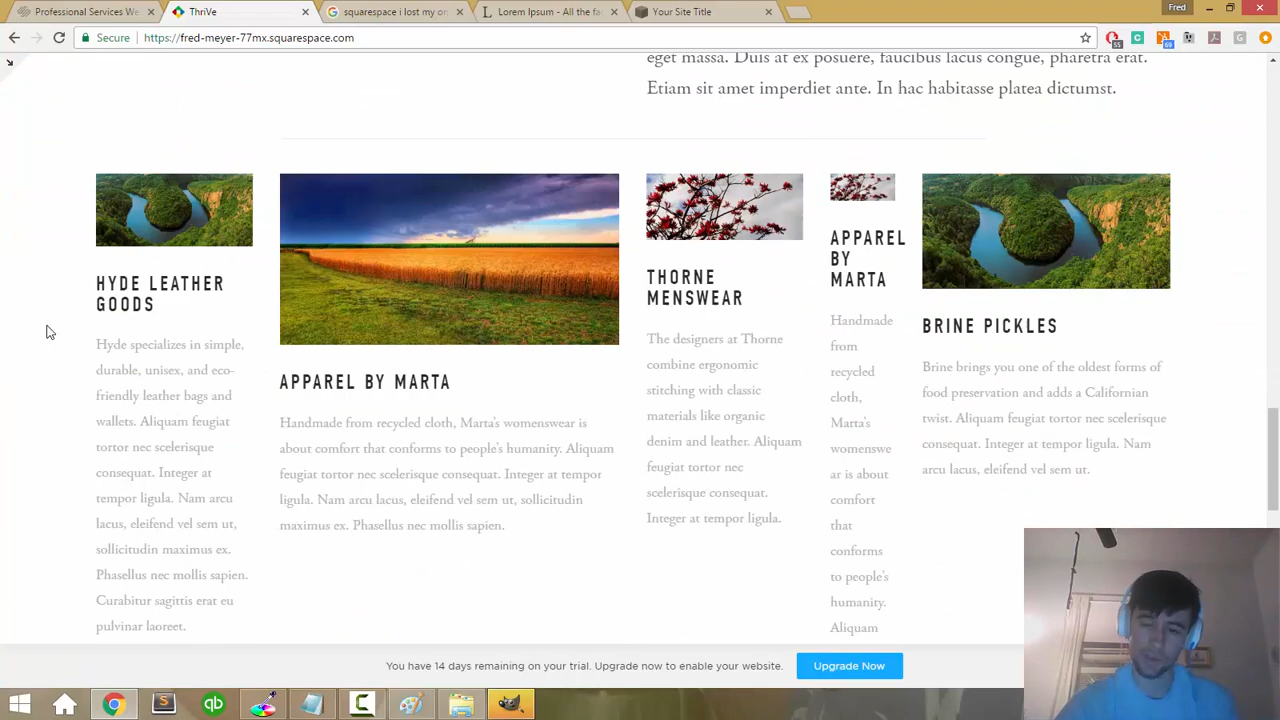 Professional Squarespace We
ThriVe
squarespace i lost my on
Lorem Ipsum - All the fa
Your Site Title
Fred
Secure
https://fred-meyer-77mx.squarespace.com
55
69
eget massa. Duis at ex posuere, faucibus lacus congue, pharetra erat.
Etiam sit amet imperdiet ante. In hac habitasse platea dictumst.
HYDE LEATHER
GOODS
Hyde specializes in simple,
durable, unisex, and eco-
friendly leather bags and
wallets. Aliquam feugiat
tortor nec scelerisque
consequat. Integer at
tempor ligula. Nam arcu
lacus, eleifend vel sem ut,
sollicitudin maximus ex.
Phasellus nec mollis sapien.
Curabitur sagittis erat eu
pulvinar laoreet.
APPAREL BY MARTA
Handmade from recycled cloth, Marta's womenswear is
about comfort that conforms to people's humanity. Aliquam
feugiat tortor nec scelerisque consequat. Integer at tempor
ligula. Nam arcu lacus, eleifend vel sem ut, sollicitudin
maximus ex. Phasellus nec mollis sapien.
THORNE
MENSWEAR
The designers at Thorne
combine ergonomic
stitching with classic
materials like organic
denim and leather. Aliquam
feugiat tortor nec
scelerisque consequat.
Integer at tempor ligula.
APPAREL
BY
MARTA
Handmade
from
recycled
cloth,
Marta's
womenswe
ar is about
comfort
that
conforms
to people's
humanity.
Aliquam
BRINE PICKLES
Brine brings you one of the oldest forms of
food preservation and adds a Californian
twist. Aliquam feugiat tortor nec scelerisque
consequat. Integer at tempor ligula. Nam
arcu lacus, eleifend vel sem ut.
You have 14 days remaining on your trial. Upgrade now to enable your website.
Upgrade Now